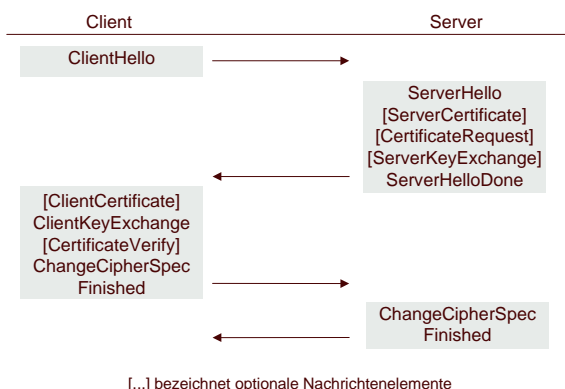 Client
Server
ClientHello
ServerHello
[ServerCertificate]
[CertificateRequest]
[ServerKeyExchange]
ServerHelloDone
[ClientCertificate]
ClientKeyExchange
[CertificateVerify]
ChangeCipherSpec
Finished
ChangeCipherSpec
Finished
[...] bezeichnet optionale Nachrichtenelemente